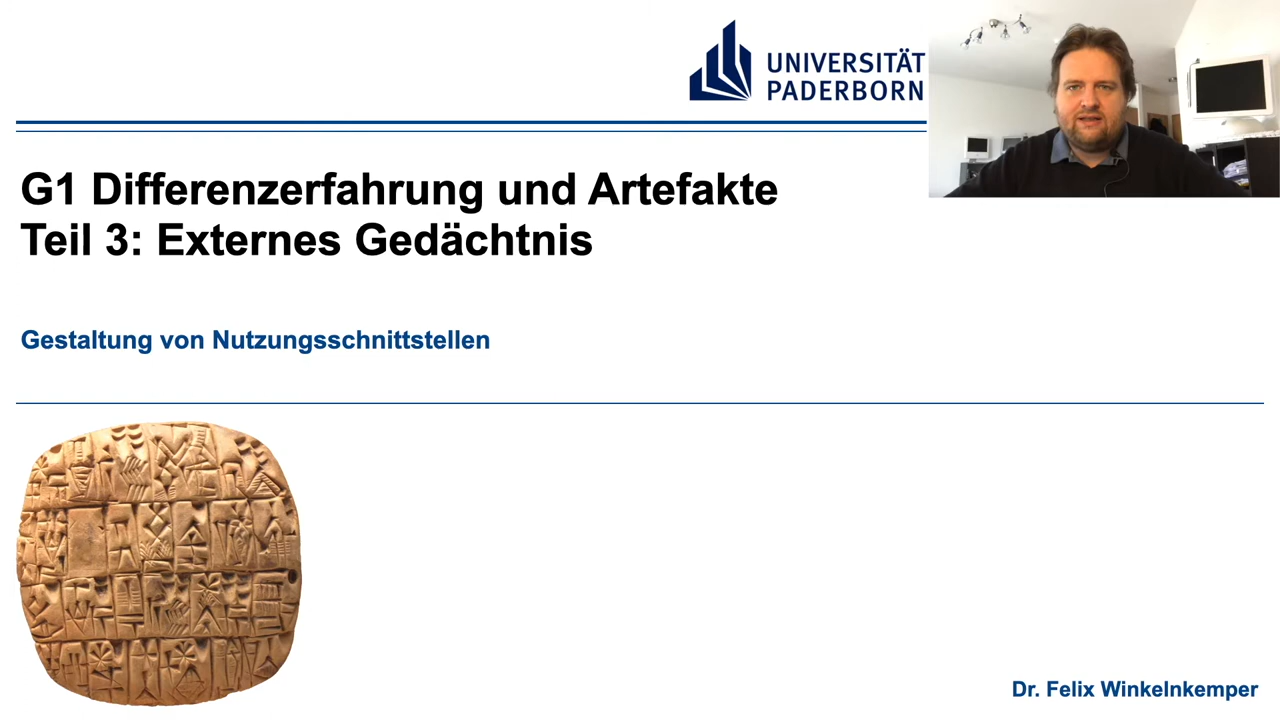 UNIVERSITÄT
PADERBORN
G1 Differenzerfahrung und Artefakte
Teil 3: Externes Gedächtnis
Gestaltung von Nutzungsschnittstellen
Dr. Felix Winkelnkemper